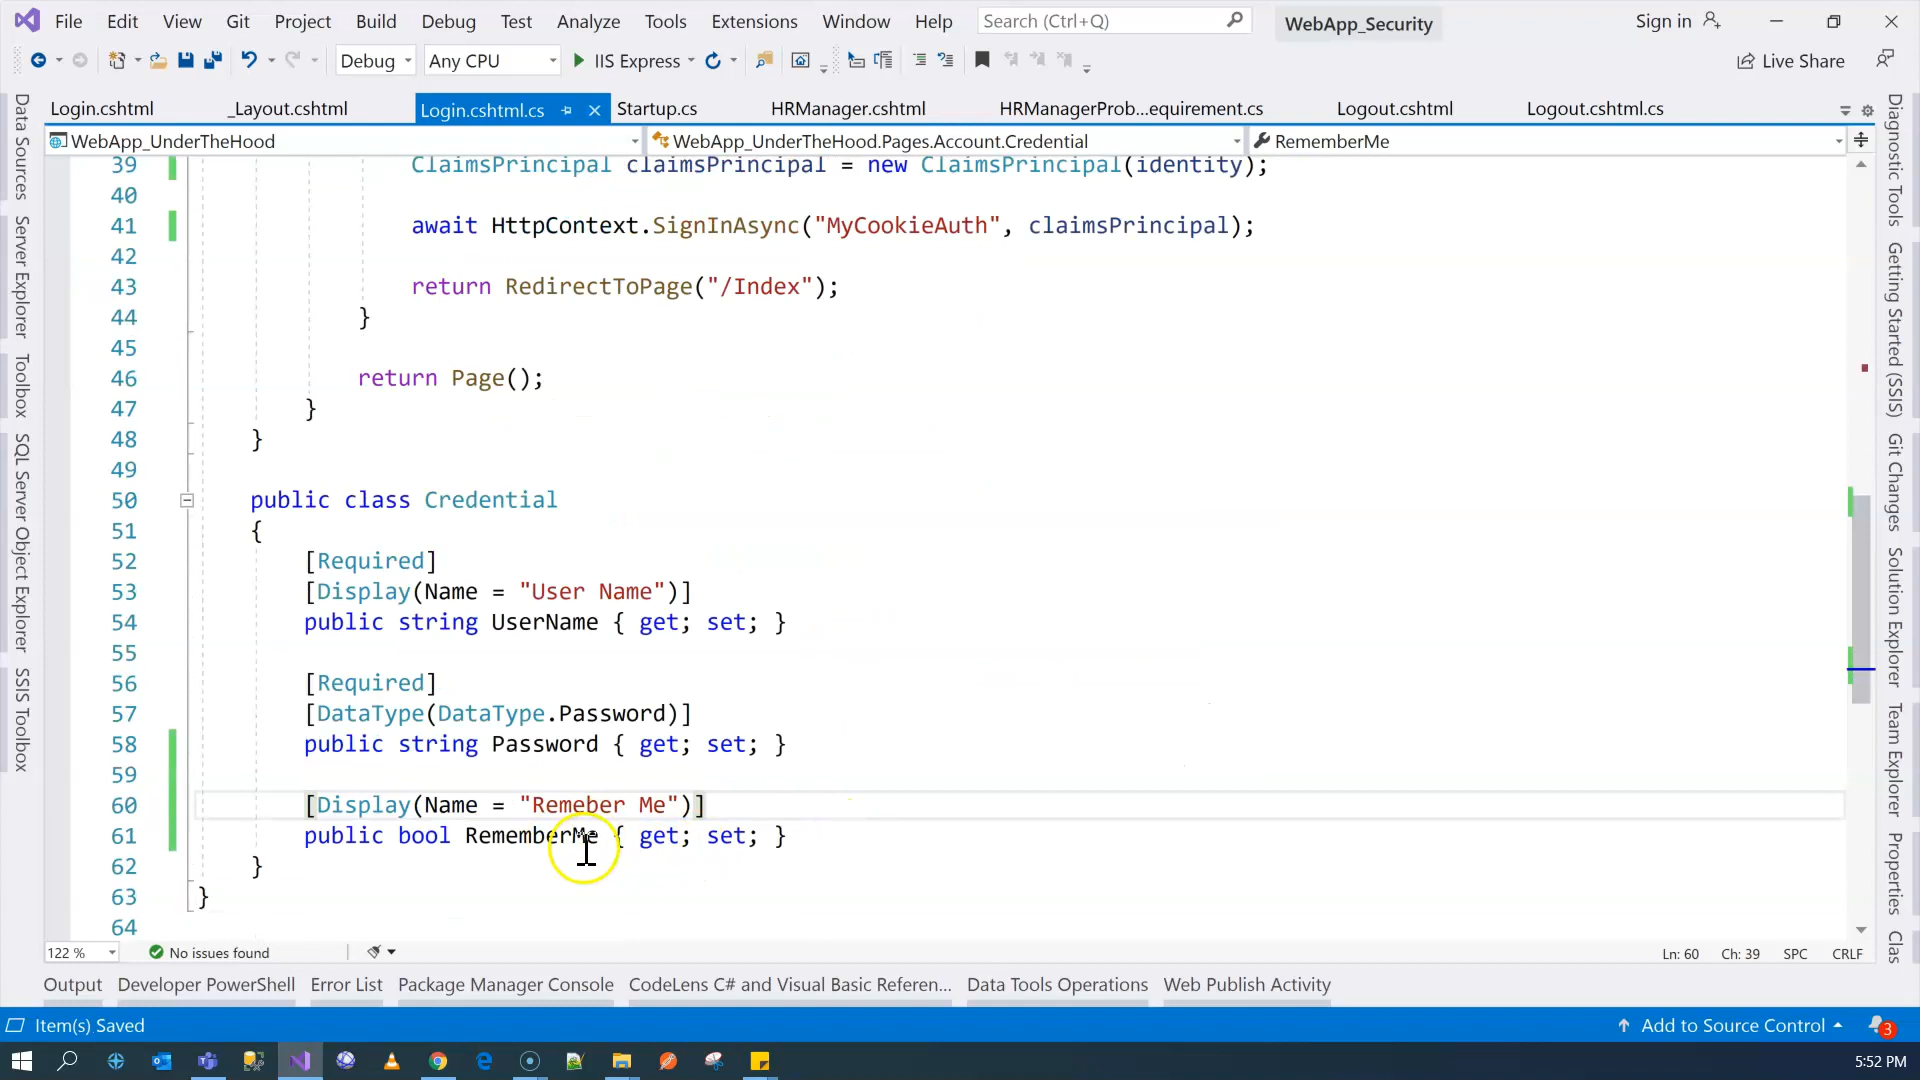 File Edit View Git Project Build Debug Test Analyze Tools Extensions Window Help Search (Ctrl+Q) WebApp_Security Sign in
Debug Any CPU IIS Express Live Share
Login.cshtml _Layout.cshtml Login.cshtml.cs Startup.cs HRManager.cshtml HRManagerProb...equirement.cs Logout.cshtml Logout.cshtml.cs
WebApp_UnderTheHood WebApp_UnderTheHood.Pages.Account.Credential RememberMe
39 ClaimsPrincipal claimsPrincipal = new ClaimsPrincipal(identity);
40
41 await HttpContext.SignInAsync("MyCookieAuth", claimsPrincipal);
42
43 return RedirectToPage("/Index");
44 }
45
46 return Page();
47 }
48 }
49
50 public class Credential
51 {
52 [Required]
53 [Display(Name = "User Name")]
54 public string UserName { get; set; }
55
56 [Required]
57 [DataType(DataType.Password)]
58 public string Password { get; set; }
59
60 [Display(Name = "Remeber Me")]
61 public bool RememberMe { get; set; }
62 }
63 }
64
122 % No issues found Ln: 60 Ch: 39 SPC CRLF
Output Developer PowerShell Error List Package Manager Console CodeLens C# and Visual Basic Referen... Data Tools Operations Web Publish Activity
Item(s) Saved Add to Source Control 3
5:52 PM
Data Sources
Server Explorer
Toolbox
SQL Server Object Explorer
SSIS Toolbox
Diagnostic Tools
Getting Started (SSIS)
Git Changes
Solution Explorer
Team Explorer
Properties
Clas